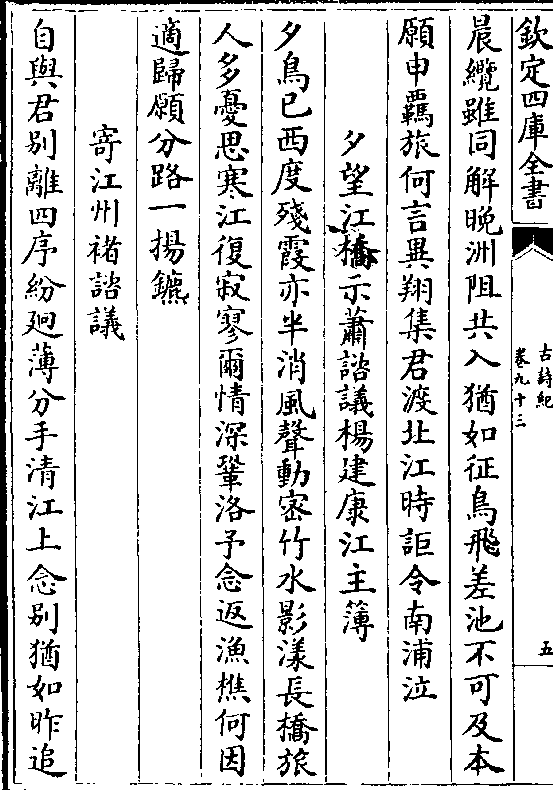 欽定四庫全書
古詩紀
卷九十三
五
晨纜雖同解晚洲阻共入猶如征鳥飛差池不可及本
願申羈旅何言異翔集君渡北江時詎令南浦泣
夕望江橋示蕭諮議楊建康江主簿
夕鳥已西度殘霞亦半消風聲動宻竹水影漾長橋旅
人多憂思寒江復寂寥爾情深鞏洛予念返漁樵何因
適歸願分路一揚鑣
寄江州禇諮議
自與君别離四序紛廻薄分手清江上念别猶如昨追